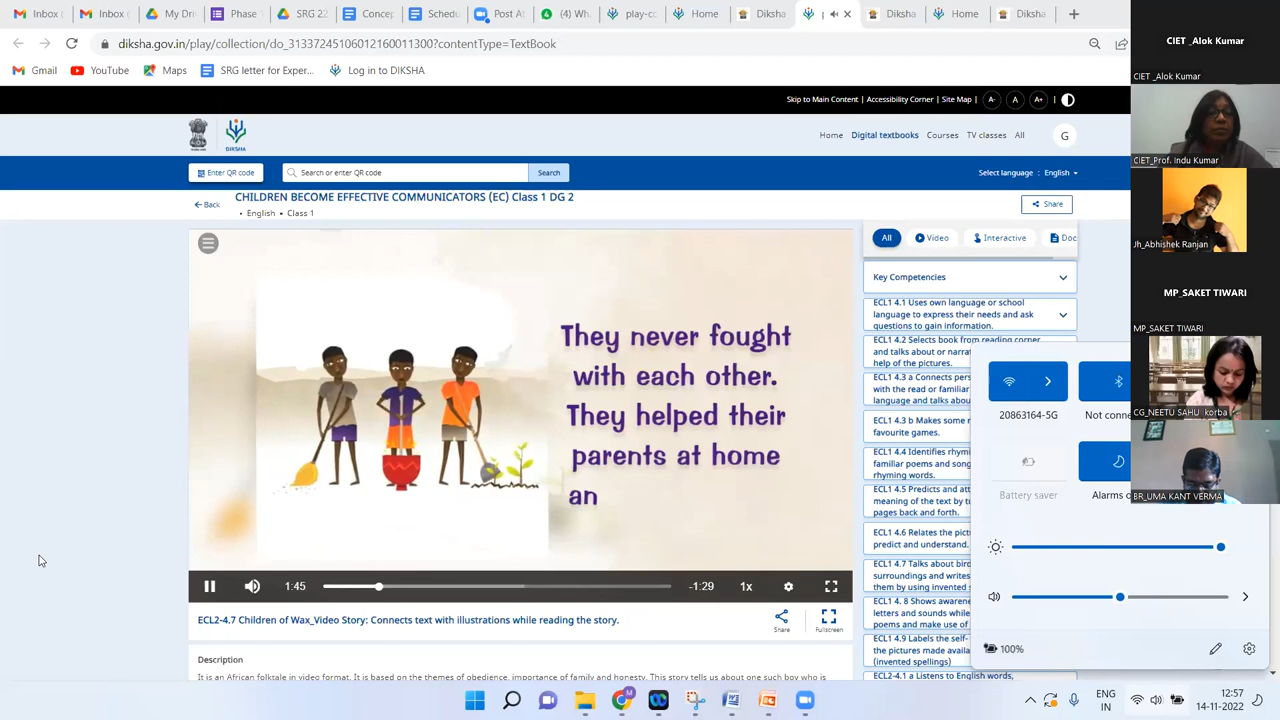 Inbox (
Inbox (
My Dri
Phase
SRG 22
Concep
Schedu
Post At
(4) Wh
play-cc
Home
Diksha
Diksha
Home
Diksha
diksha.gov.in/play/collection/do_31337245106012160011300?contentType=TextBook
Gmail
YouTube
Maps
SRG letter for Exper...
Log in to DIKSHA
Skip to Main Content | Accessibility Corner | Site Map |
A-
A
A+
DIKSHA
Home
Digital textbooks
Courses
TV classes
All
G
Enter QR code
Search or enter QR code
Search
Select language :
English
Back
CHILDREN BECOME EFFECTIVE COMMUNICATORS (EC) Class 1 DG 2
• English • Class 1
Share
They never fought
with each other.
They helped their
parents at home
an
1:45
-1:29
1x
ECL2-4.7 Children of Wax_Video Story: Connects text with illustrations while reading the story.
Share
Fullscreen
Description
It is an African folktale in video format. It is based on the themes of obedience, importance of family and honesty. This story tells us about one such boy who is
All
Video
Interactive
Doc
Key Competencies
ECL1 4.1 Uses own language or school
language to express their needs and ask
questions to gain information.
ECL1 4.2 Selects book from reading corner
and talks about or narrat
help of the pictures.
ECL1 4.3 a Connects pers
with the read or familiar
language and talks abou
ECL1 4.3 b Makes some r
favourite games.
ECL1 4.4 Identifies rhymi
familiar poems and song
rhyming words.
ECL1 4.5 Predicts and att
meaning of the text by tu
pages back and forth.
ECL1 4.6 Relates the pictu
predict and understand.
ECL1 4.7 Talks about bird
surroundings and writes
them by using invented s
ECL1 4. 8 Shows awarene
letters and sounds while
poems and make use of
ECL1 4.9 Labels the self-
the pictures made availa
(invented spellings)
ECL2-4.1 a Listens to English words,
20863164-5G
Not conne
Battery saver
Alarms o
100%
CIET _Alok Kumar
CIET _Alok Kumar
CIET_Prof. Indu Kumar
Jh_Abhishek Ranjan
MP_SAKET TIWARI
MP_SAKET TIWARI
CG_NEETU SAHU korba
BR_UMA KANT VERMA
ENG
IN
12:57
14-11-2022